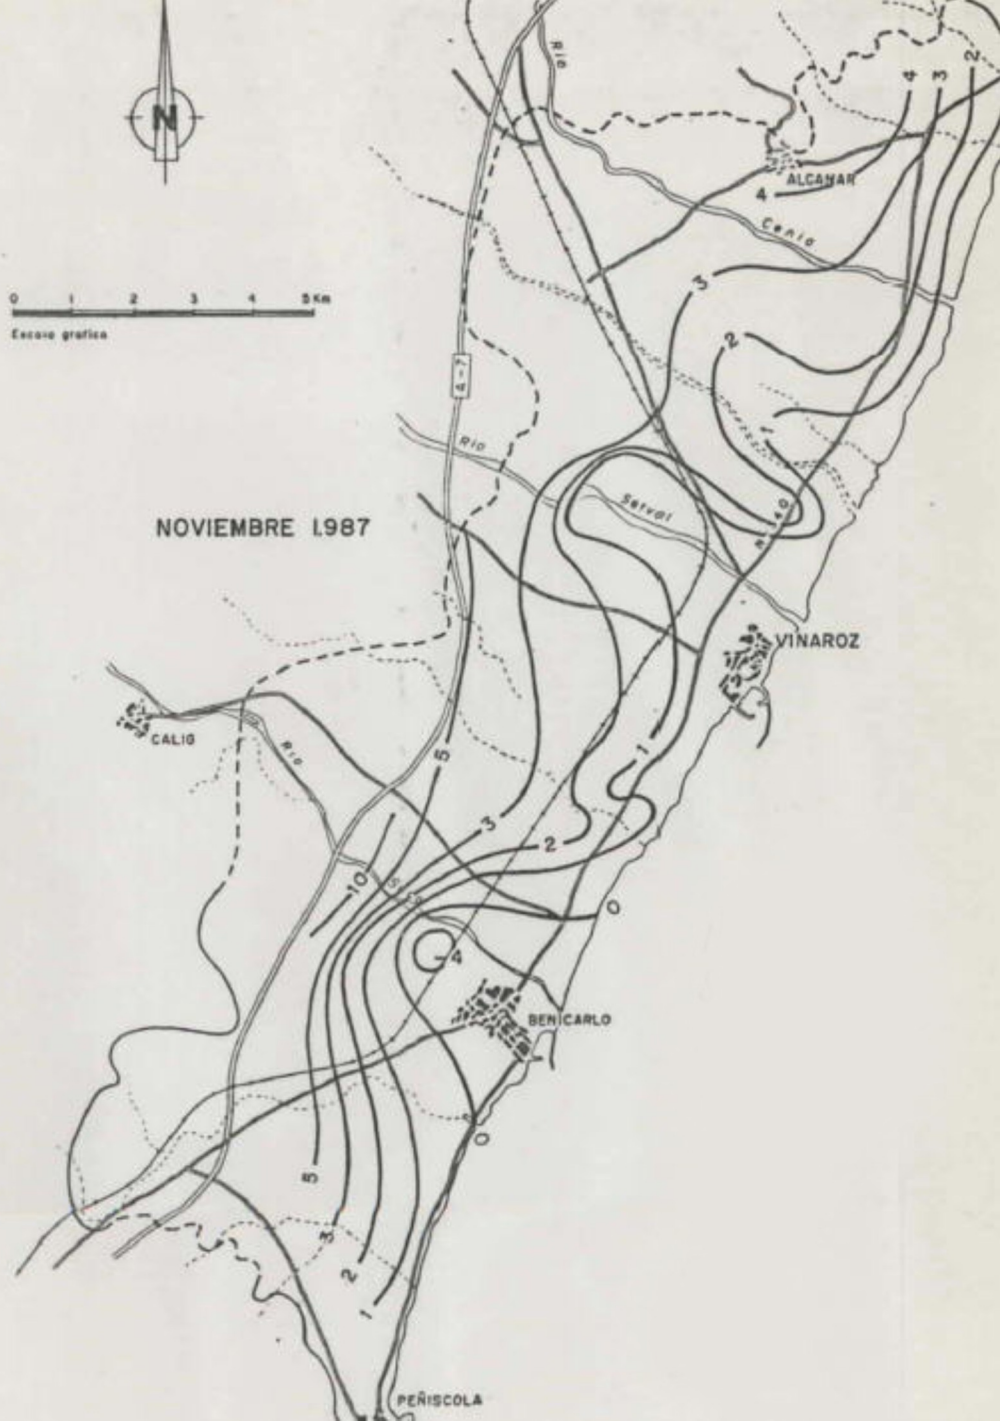 N
Rio
4 3 2
ALCANAR
4
Cenia
0 1 2 3 4 5 Km
Escala grafica
3
2
A-7
1
Rio
Servol
NOVIEMBRE 1.987
VINAROZ
CALIG
Rio
5
1
3
2
10
0
-4
BENICARLO
0
5
3
2
1
PEÑISCOLA